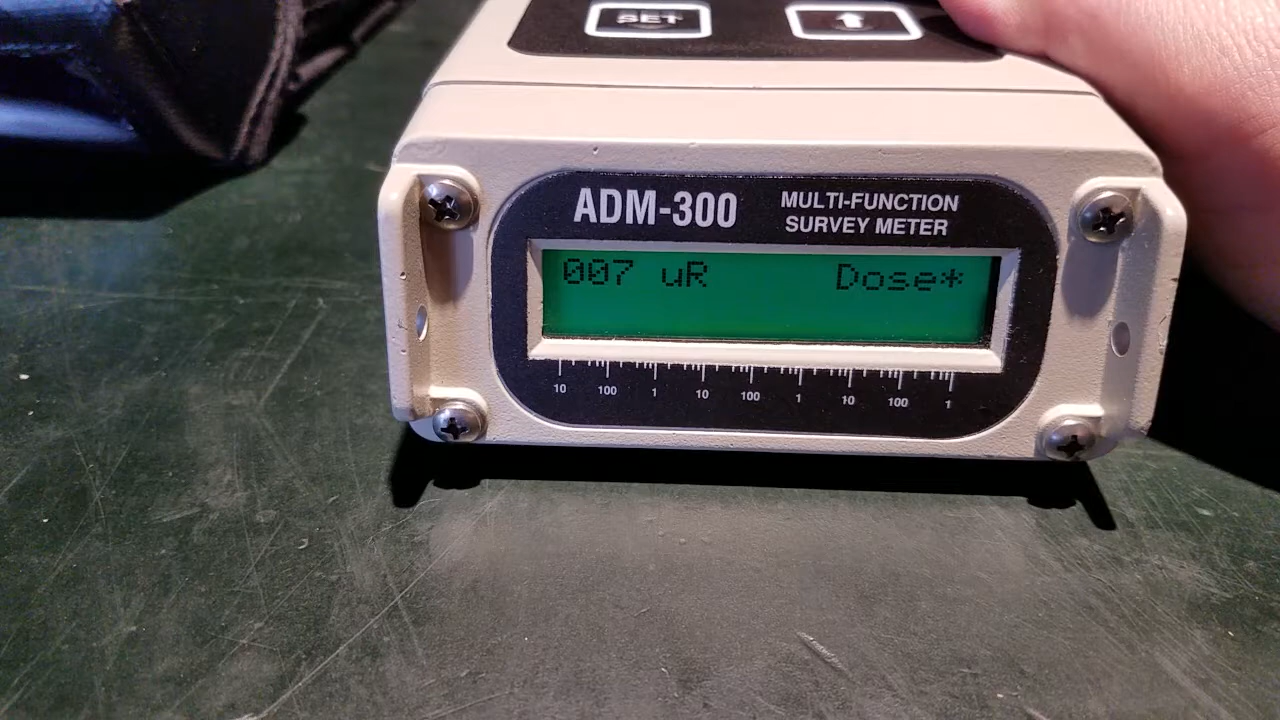 SET
ADM-300
MULTI-FUNCTION
SURVEY METER
007 uR Dose*
10 100 1 10 100 1 10 100 1